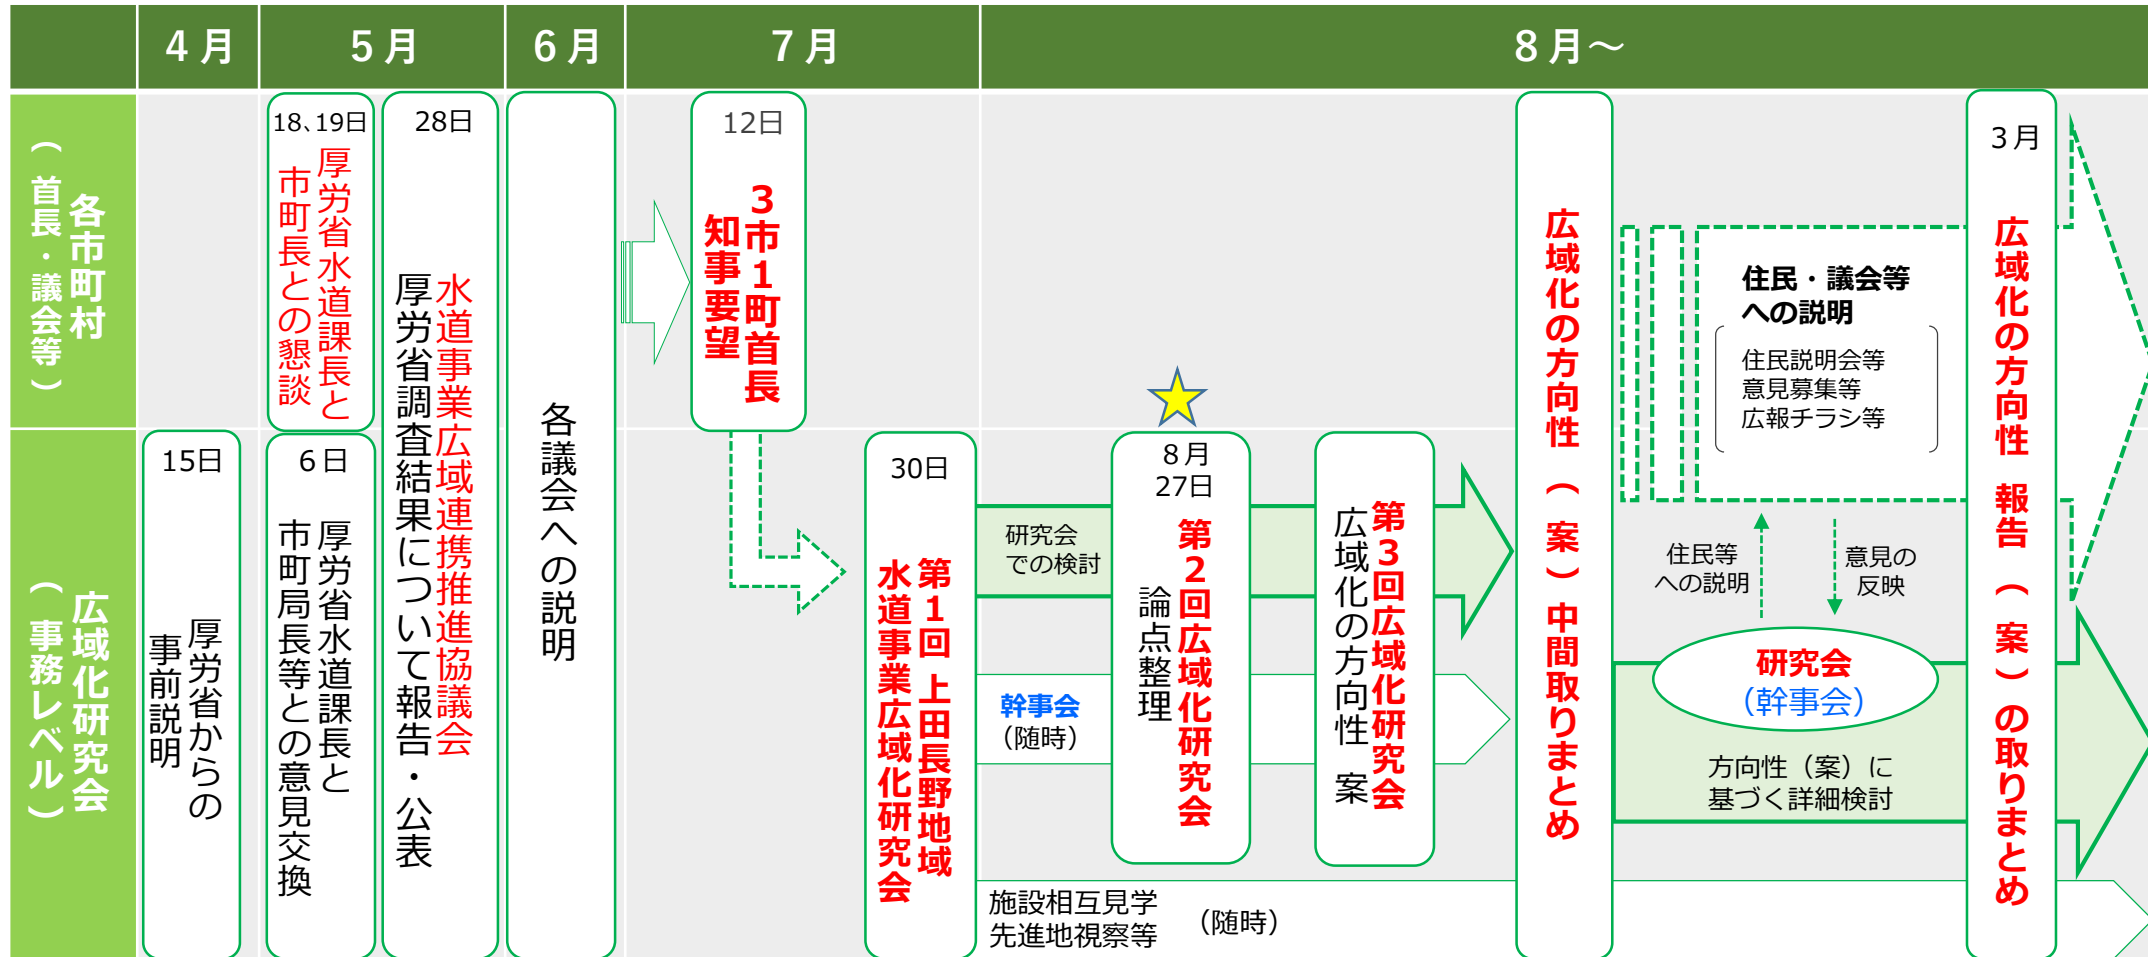 ４月
５月
６月
７月
８月～
各市町村
（首長・議会等）
広域化研究会
（事務レベル）
15日
厚労省からの
事前説明
18、19日
厚労省水道課長と
市町長との懇談
６日
厚労省水道課長と
市町局長等との意見交換
28日
水道事業広域連携推進協議会
厚労省調査結果について報告・公表
各議会への説明
12日
３市１町首長
知事要望
30日
第１回 上田長野地域
水道事業広域化研究会
研究会
での検討
幹事会
（随時）
８月
27日
第２回広域化研究会
論点整理
第３回広域化研究会
広域化の方向性 案
施設相互見学
先進地視察等
（随時）
広域化の方向性（案）中間取りまとめ
住民・議会等
への説明
住民説明会等
意見募集等
広報チラシ等
住民等
への説明
意見の
反映
研究会
（幹事会）
方向性（案）に
基づく詳細検討
３月
広域化の方向性 報告（案）の取りまとめ